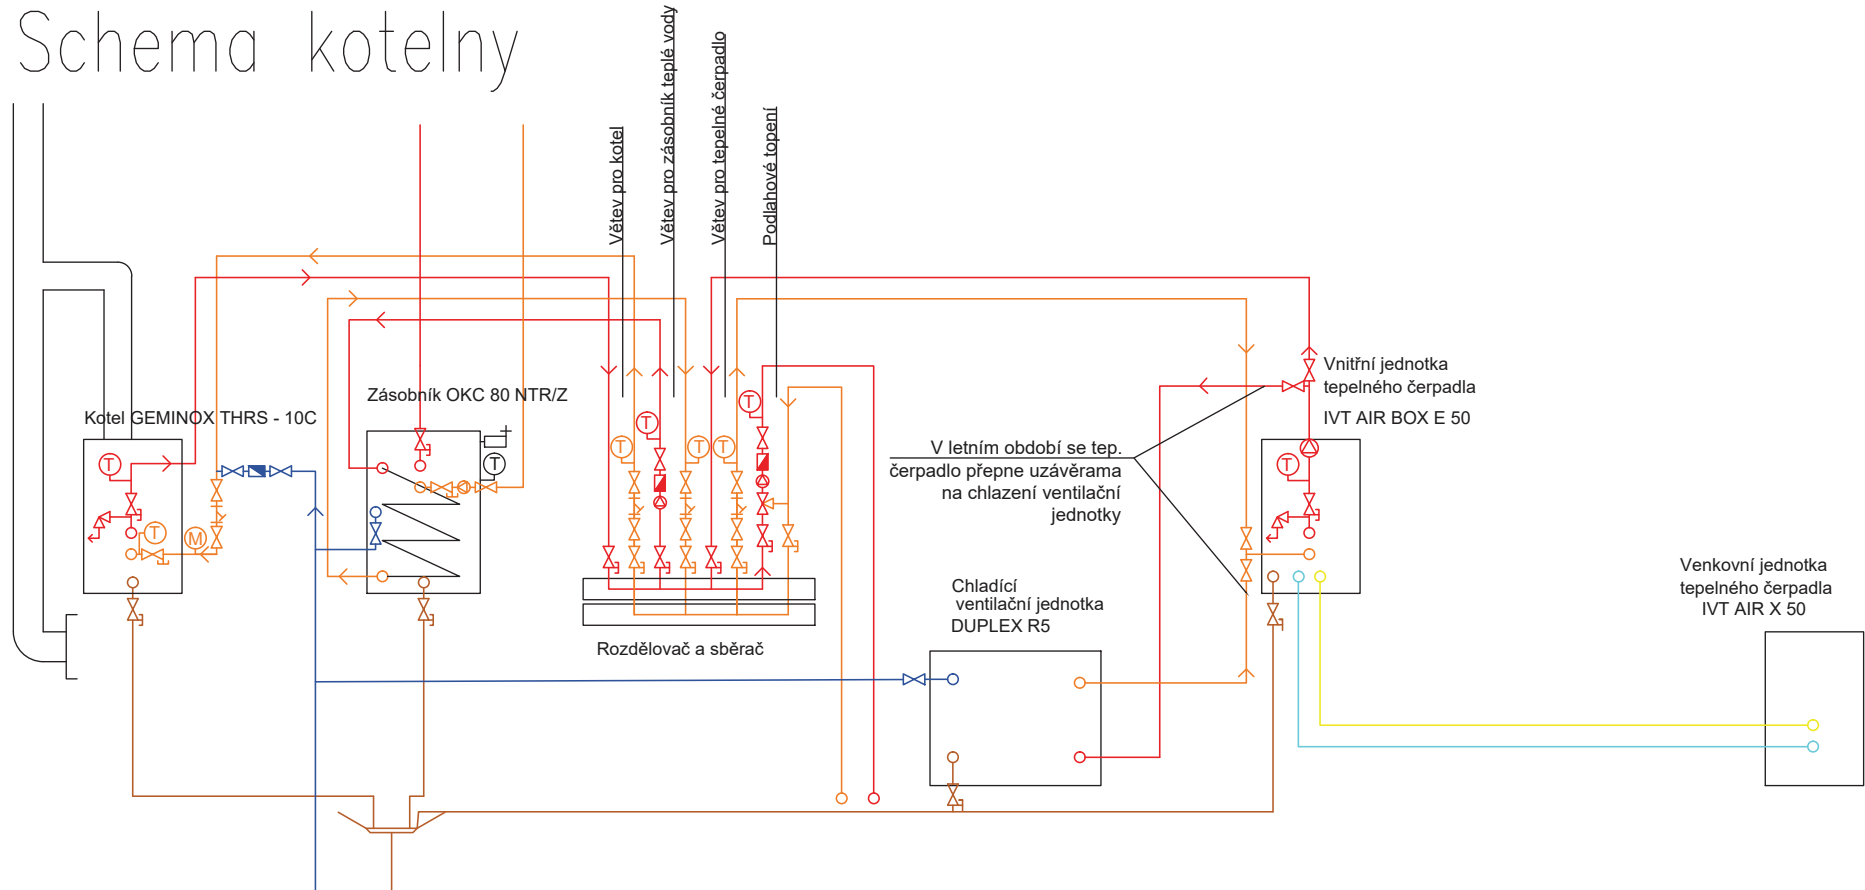 Schema kotelny
Větev pro kotel
Větev pro zásobník teplé vody
Větev pro tepelné čerpadlo
Podlahové topení
Kotel GEMINOX THRS - 10C
Zásobník OKC 80 NTR/Z
Vnitřní jednotka
tepelného čerpadla
IVT AIR BOX E 50
V letním období se tep.
čerpadlo přepne uzávěrama
na chlazení ventilační
jednotky
Chladící
ventilační jednotka
DUPLEX R5
Venkovní jednotka
tepelného čerpadla
IVT AIR X 50
Rozdělovač a sběrač
T
T
M
T
T
T
T
T
T
T